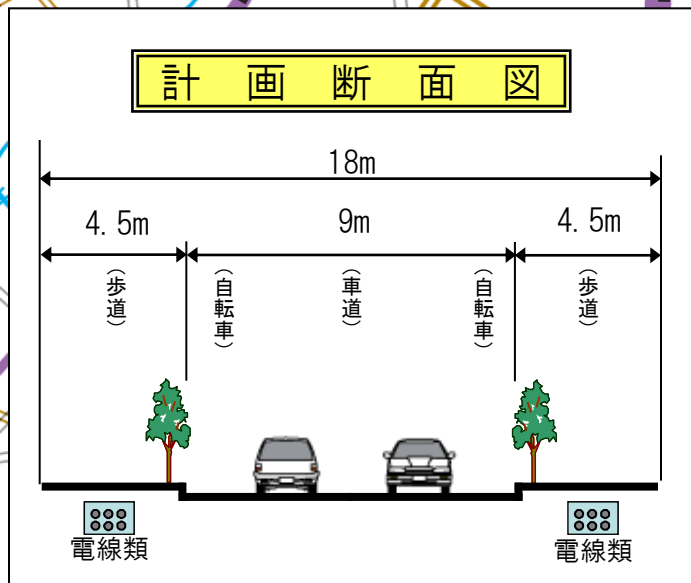 計画断面図
18m
4.5m
9m
4.5m
(歩道)
(自転車)
(車道)
(自転車)
(歩道)
電線類
電線類